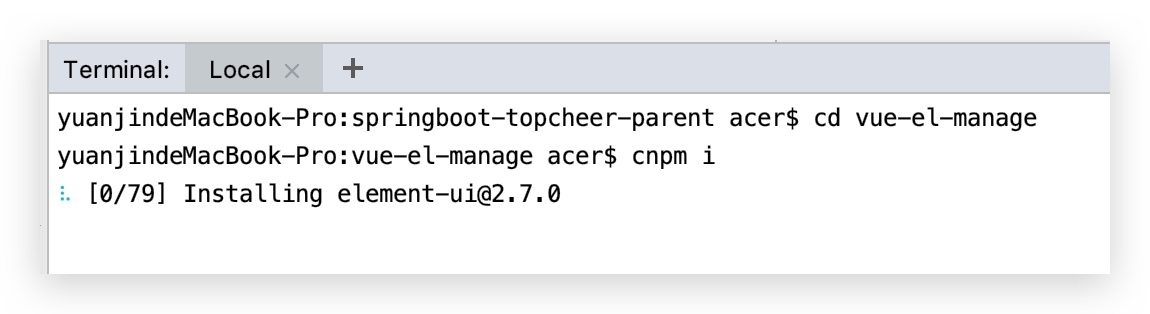 Terminal: Local × +
yuanjindeMacBook-Pro:springboot-topcheer-parent acer$ cd vue-el-manage
yuanjindeMacBook-Pro:vue-el-manage acer$ cnpm i
⠧ [0/79] Installing element-ui@2.7.0